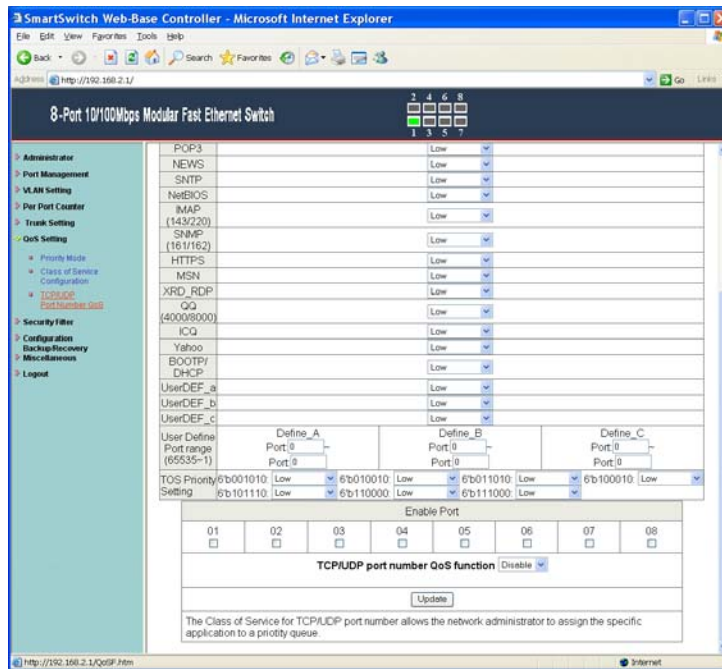 SmartSwitch Web-Base Controller - Microsoft Internet Explorer
File Edit View Favorites Tools Help
Back Search Favorites
Address http://192.168.2.1/ Go Links
8-Port 10/100Mbps Modular Fast Ethernet Switch
2 4 6 8
1 3 5 7
Administrator
Port Management
VLAN Setting
Per Port Counter
Trunk Setting
QoS Setting
Priority Mode
Class of Service
Configuration
TCP/UDP
Port Number QoS
Security Filter
Configuration
Backup/Recovery
Miscellaneous
Logout
POP3 Low
NEWS Low
SNTP Low
NetBIOS Low
IMAP
(143/220) Low
SNMP
(161/162) Low
HTTPS Low
MSN Low
XRD_RDP Low
QQ
(4000/8000) Low
ICQ Low
Yahoo Low
BOOTP/
DHCP Low
UserDEF_a Low
UserDEF_b Low
UserDEF_c Low
User Define
Port range
(65535~1)
Define_A
Port:0 ~
Port:0
Define_B
Port:0 ~
Port:0
Define_C
Port:0 ~
Port:0
TOS Priority
Setting
6'b001010: Low 6'b010010: Low 6'b011010: Low 6'b100010: Low
6'b101110: Low 6'b110000: Low 6'b111000: Low
Enable Port
01 02 03 04 05 06 07 08
TCP/UDP port number QoS function Disable
Update
The Class of Service for TCP/UDP port number allows the network administrator to assign the specific
application to a priotity queue.
http://192.168.2.1/QoSF.htm Internet